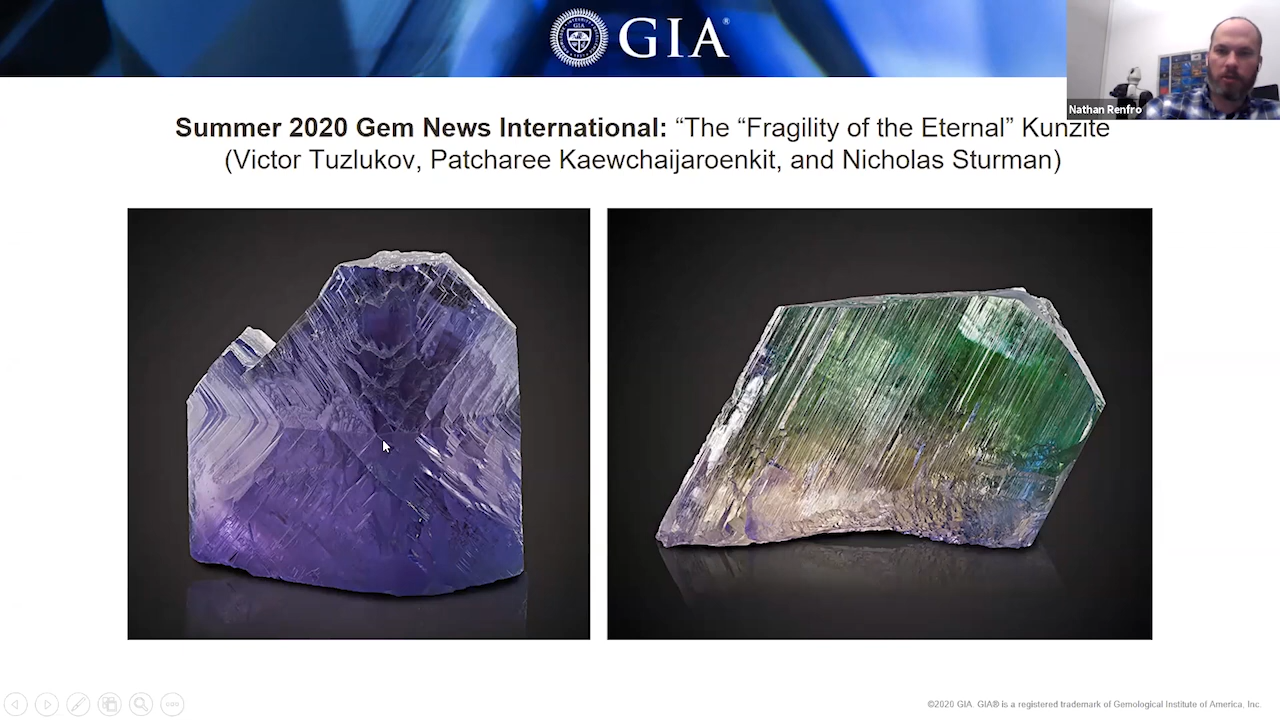 GIA
GIA®
Nathan Renfro
Summer 2020 Gem News International: “The “Fragility of the Eternal” Kunzite
(Victor Tuzlukov, Patcharee Kaewchaijaroenkit, and Nicholas Sturman)
©2020 GIA. GIA® is a registered trademark of Gemological Institute of America, Inc.